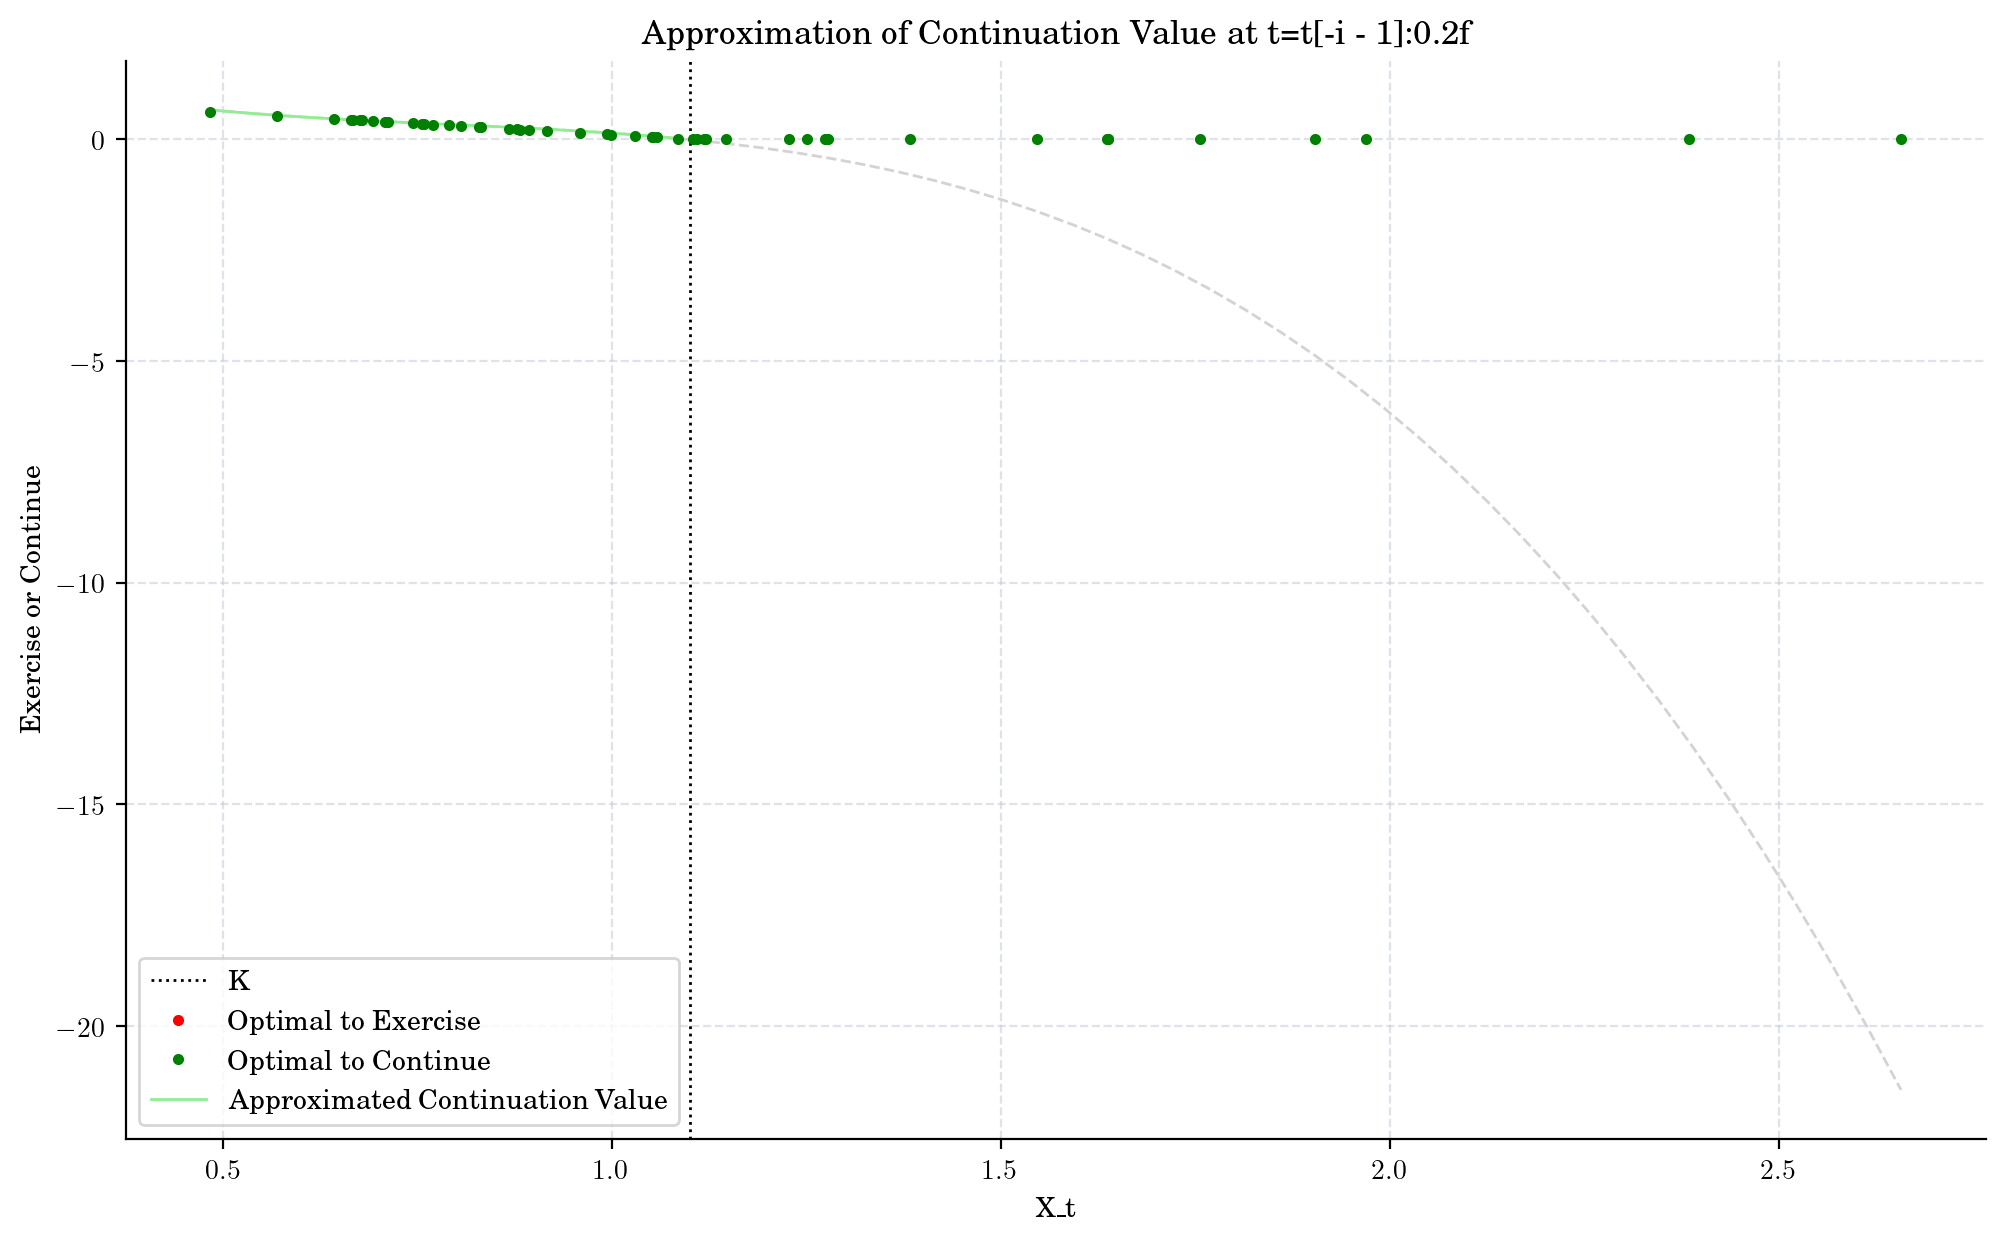 Approximation of Continuation Value at t=t[-i - 1]:0.2f
Exercise or Continue
0
−5
−10
−15
−20
K
Optimal to Exercise
Optimal to Continue
Approximated Continuation Value
0.5
1.0
1.5
2.0
2.5
X_t